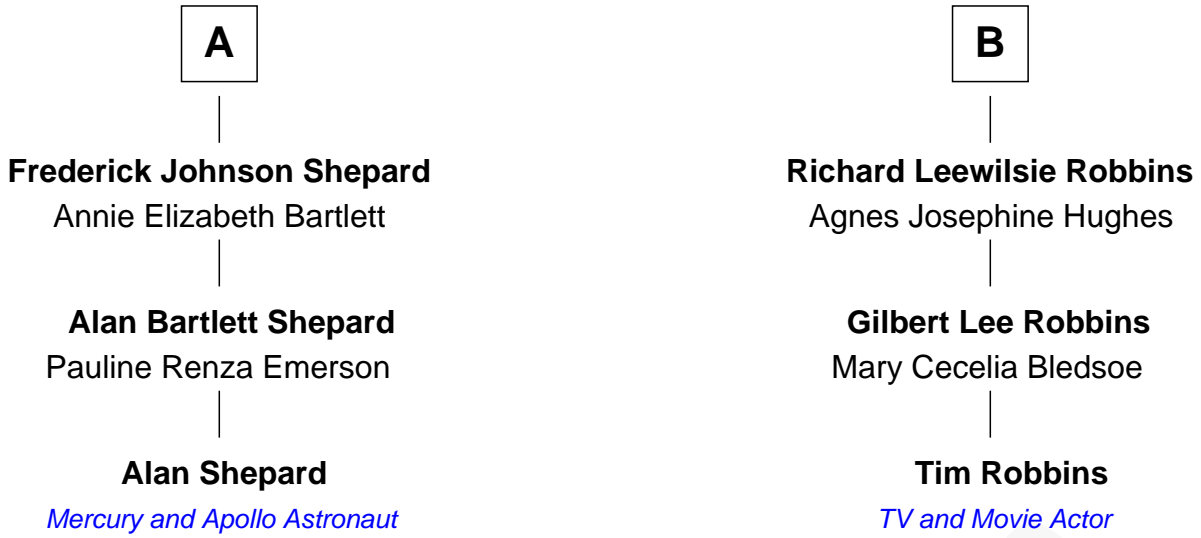 A
Frederick Johnson Shepard
Annie Elizabeth Bartlett
Alan Bartlett Shepard
Pauline Renza Emerson
Alan Shepard
Mercury and Apollo Astronaut
B
Richard Leewilsie Robbins
Agnes Josephine Hughes
Gilbert Lee Robbins
Mary Cecelia Bledsoe
Tim Robbins
TV and Movie Actor